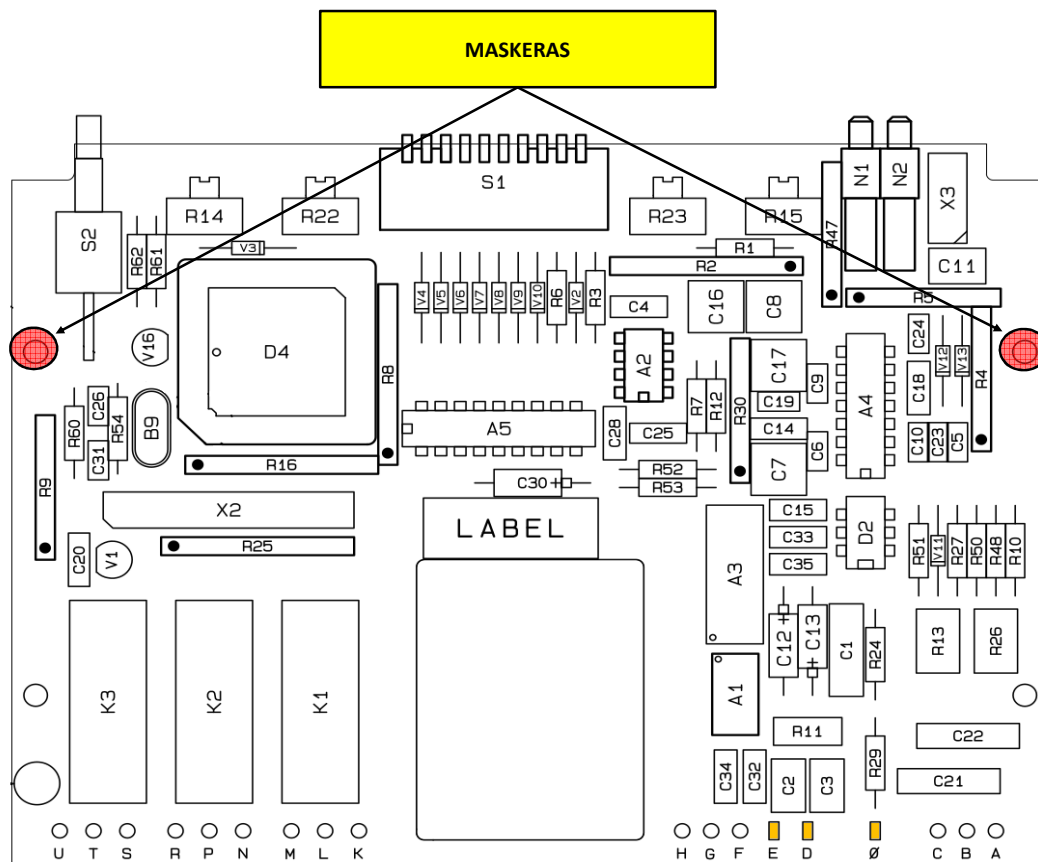 MASKERAS
S1
N1
N2
X3
S2
R14
R22
R23
R15
R47
R62
R61
V3
R1
R2
C11
R5
V4
V5
V6
V7
V8
V9
V10
R6
V2
R3
C4
C16
C8
C24
V12
V13
R4
V16
D4
R8
A2
C17
C9
C19
A4
C18
R60
C26
R54
B9
C31
A5
C28
C25
R7
R12
R30
C14
C6
C7
C10
C23
C5
R9
R16
R52
R53
C30
+
X2
LABEL
C15
C33
C35
D2
R51
V11
R27
R50
R48
R10
C20
V1
R25
A3
C12
+
C13
+
C1
R24
R13
R26
K3
K2
K1
A1
R11
R29
C22
C34
C32
C2
C3
C21
U T S R P N M L K H G F E D Ø C B A